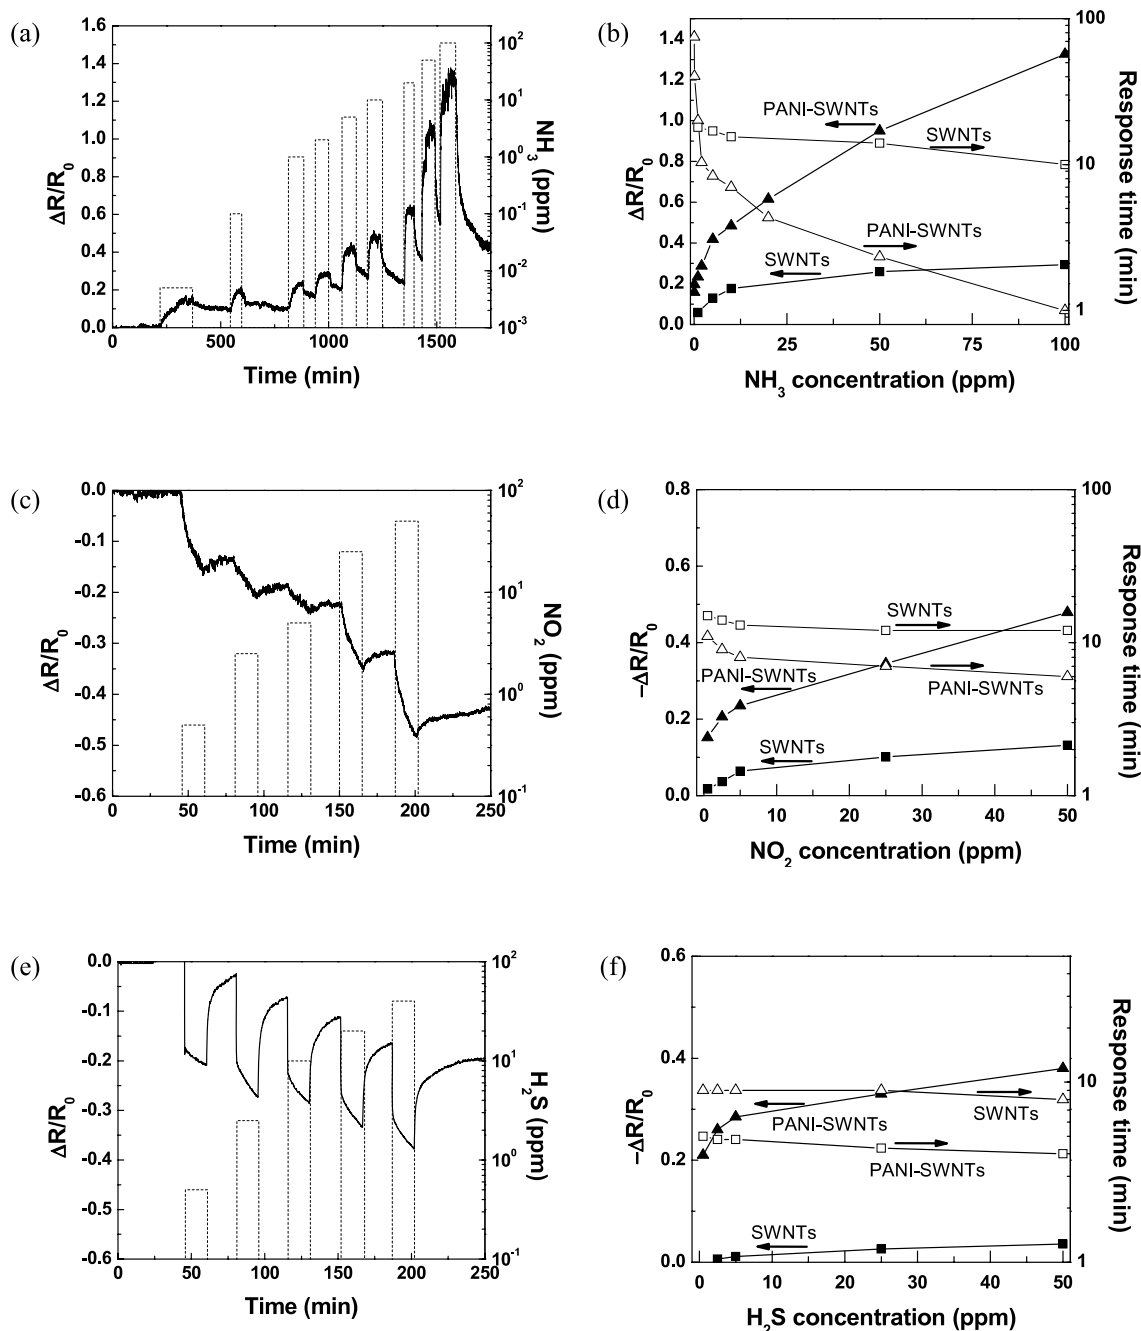 (a)
1.6
1.4
1.2
1.0
0.8
0.6
0.4
0.2
0.0
ΔR/R0
10^2
10^1
10^0
10^-1
10^-2
10^-3
NH3 (ppm)
0 500 1000 1500
Time (min)
(b)
1.4
1.2
1.0
0.8
0.6
0.4
0.2
0.0
ΔR/R0
PANI-SWNTs
SWNTs
PANI-SWNTs
SWNTs
100
10
1
Response time (min)
0 25 50 75 100
NH3 concentration (ppm)
(c)
0.0
-0.1
-0.2
-0.3
-0.4
-0.5
-0.6
ΔR/R0
10^2
10^1
10^0
10^-1
NO2 (ppm)
0 50 100 150 200 250
Time (min)
(d)
0.8
0.6
0.4
0.2
0.0
−ΔR/R0
SWNTs
PANI-SWNTs
PANI-SWNTs
SWNTs
100
10
1
Response time (min)
0 10 20 30 40 50
NO2 concentration (ppm)
(e)
0.0
-0.1
-0.2
-0.3
-0.4
-0.5
-0.6
ΔR/R0
10^2
10^1
10^0
10^-1
H2S (ppm)
0 50 100 150 200 250
Time (min)
(f)
0.6
0.4
0.2
0.0
−ΔR/R0
PANI-SWNTs
SWNTs
PANI-SWNTs
SWNTs
10
1
Response time (min)
0 10 20 30 40 50
H2S concentration (ppm)